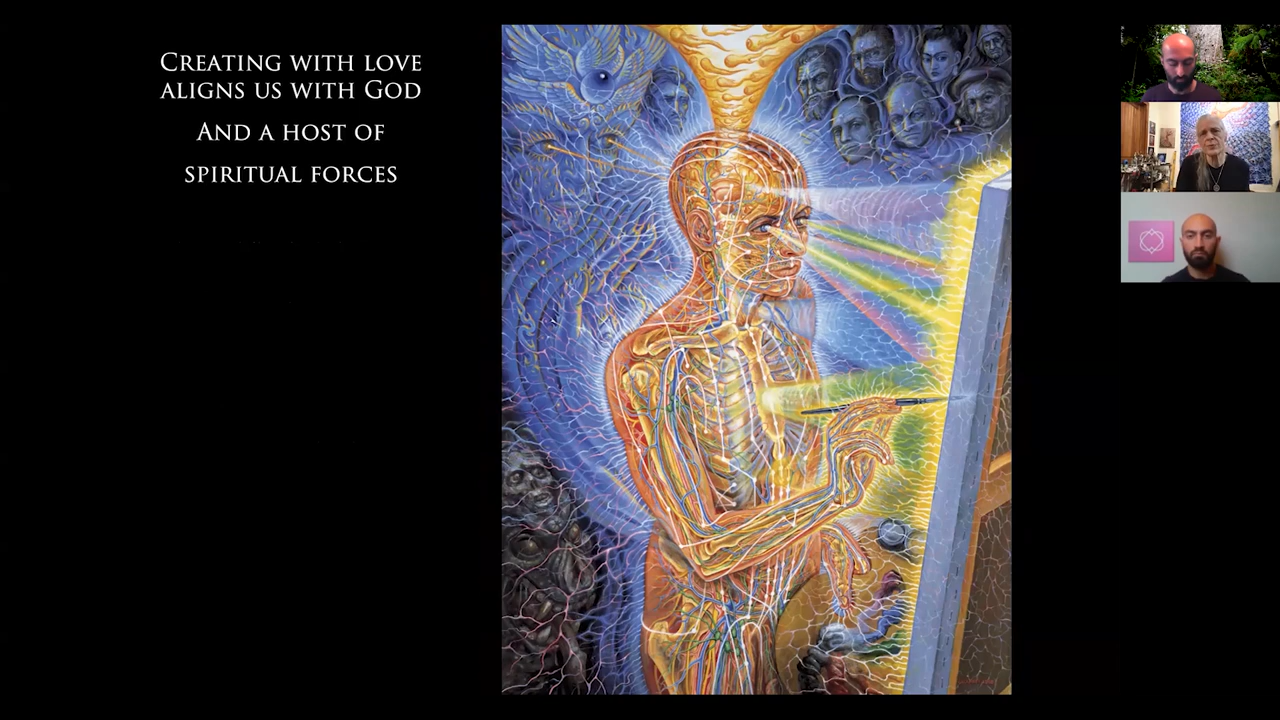 CREATING WITH LOVE
ALIGNS US WITH GOD
AND A HOST OF
SPIRITUAL FORCES